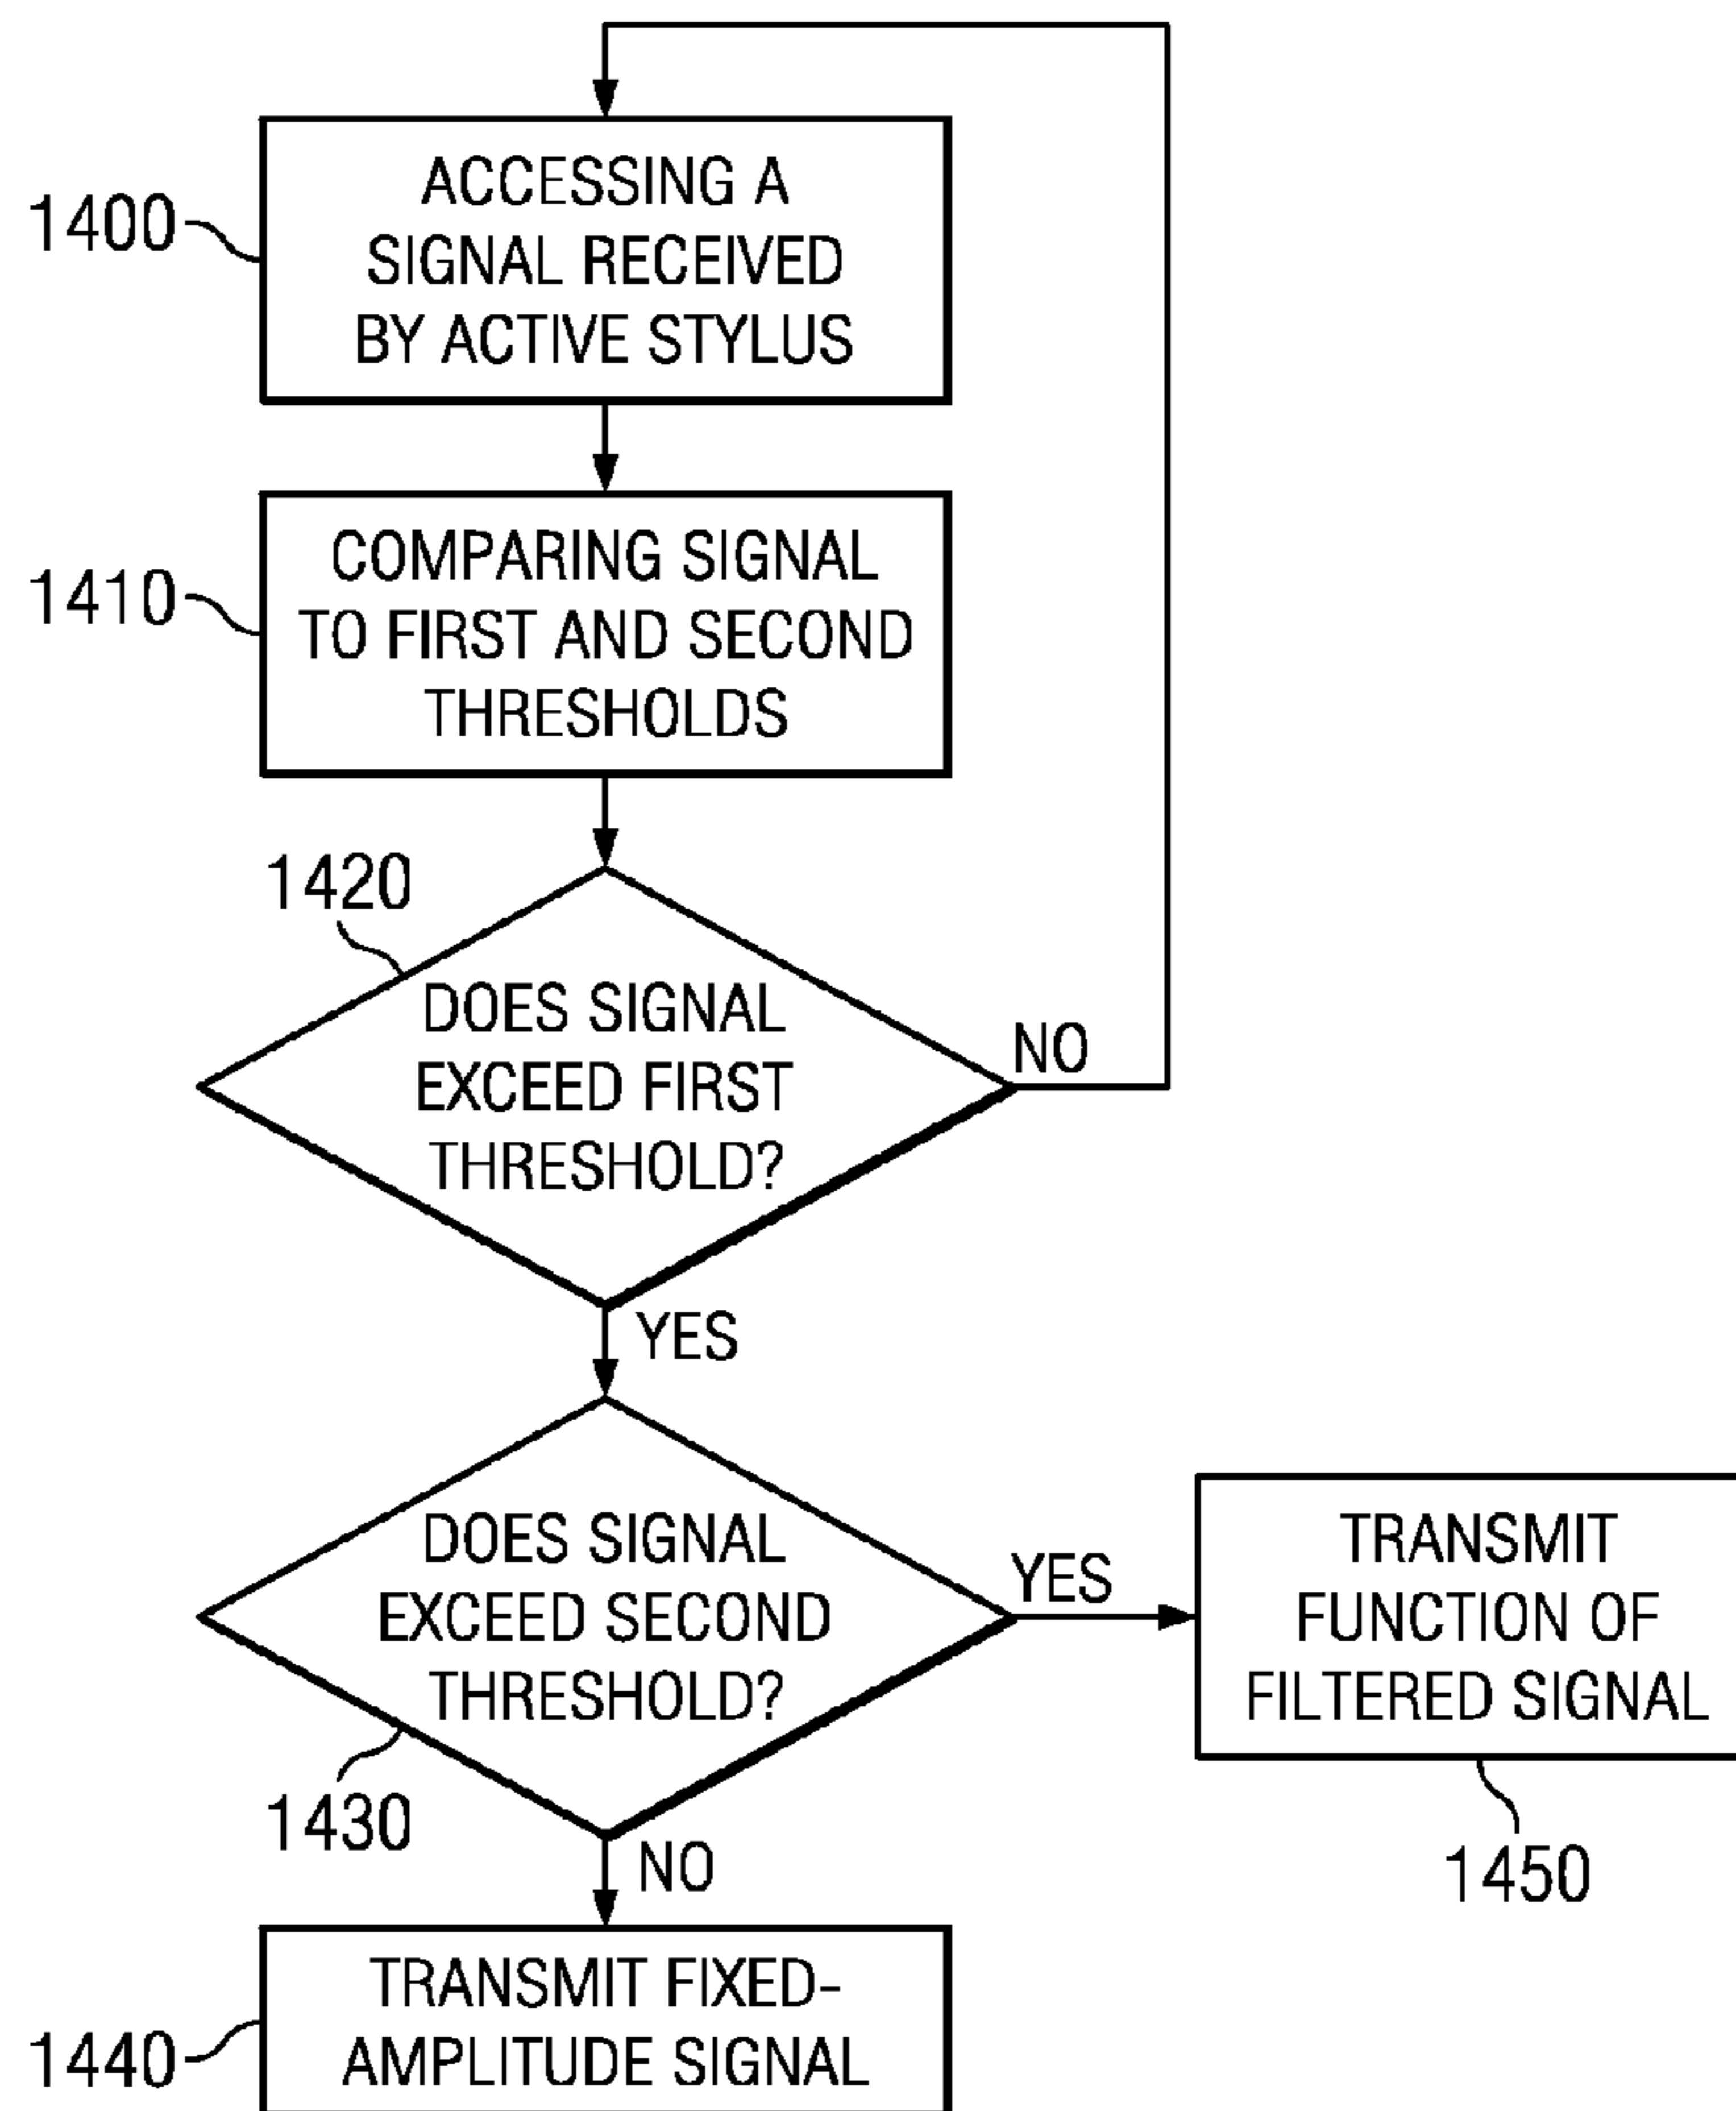 1400
ACCESSING A
SIGNAL RECEIVED
BY ACTIVE STYLUS
1410
COMPARING SIGNAL
TO FIRST AND SECOND
THRESHOLDS
1420
DOES SIGNAL
EXCEED FIRST
THRESHOLD?
NO
YES
DOES SIGNAL
EXCEED SECOND
THRESHOLD?
1430
YES
TRANSMIT
FUNCTION OF
FILTERED SIGNAL
1450
NO
1440
TRANSMIT FIXED-
AMPLITUDE SIGNAL